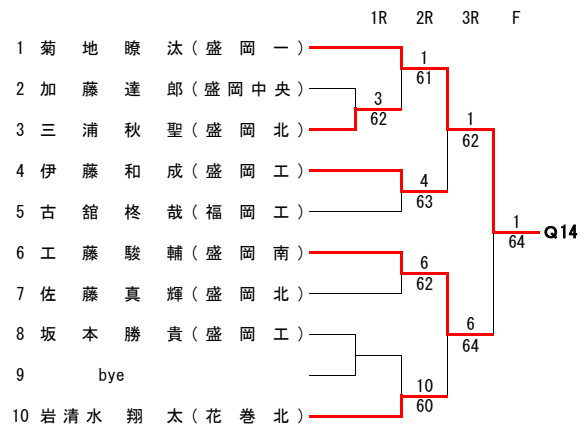 1R 2R 3R F
1 菊地瞭汰(盛岡一)
2 加藤達郎(盛岡中央)
3 三浦秋聖(盛岡北)
4 伊藤和成(盛岡工)
5 古舘柊哉(福岡工)
6 工藤駿輔(盛岡南)
7 佐藤真輝(盛岡北)
8 坂本勝貴(盛岡工)
9 bye
10 岩清水翔太(花巻北)
3
62
1
61
4
63
6
62
10
60
1
62
6
64
1
64
Q14